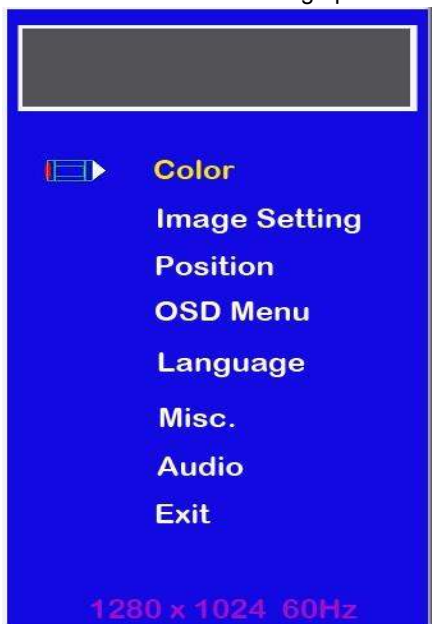 Color
Image Setting
Position
OSD Menu
Language
Misc.
Audio
Exit
1280 x 1024 60Hz